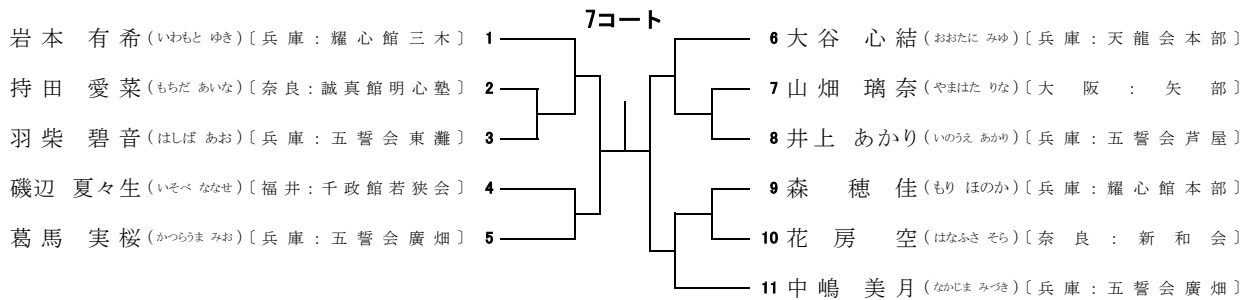 7コート
岩本 有希(いわもと ゆき)〔兵庫:耀心館三木〕 1
持田 愛菜(もちだ あいな)〔奈良:誠真館明心塾〕 2
羽柴 碧音(はしば あお)〔兵庫:五誓会東灘〕 3
磯辺 夏々生(いそべ ななせ)〔福井:千政館若狭会〕 4
葛馬 実桜(かつらうま みお)〔兵庫:五誓会廣畑〕 5
6 大谷 心結(おおたに みゆ)〔兵庫:天龍会本部〕
7 山畑 璃奈(やまはた りな)〔大阪:矢部〕
8 井上 あかり(いのうえ あかり)〔兵庫:五誓会芦屋〕
9 森 穂佳(もり ほのか)〔兵庫:耀心館本部〕
10 花房 空(はなふさ そら)〔奈良:新和会〕
11 中嶋 美月(なかじま みづき)〔兵庫:五誓会廣畑〕